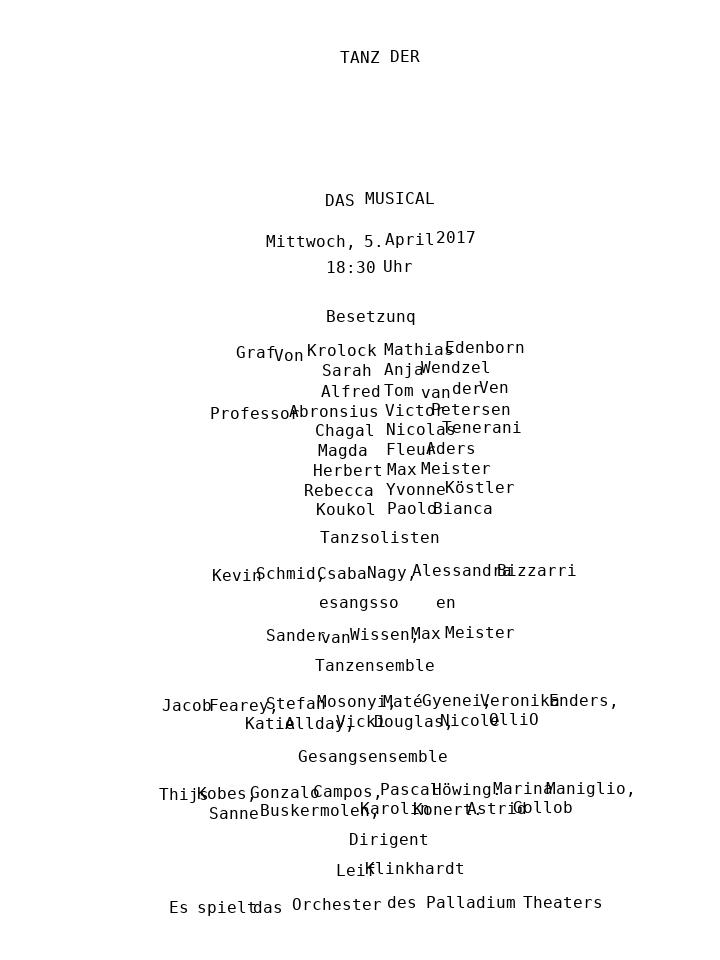 TANZ DER
DAS MUSICAL
Mittwoch, 5. April 2017
18:30 Uhr
Besetzunq
Graf Von Krolock Mathias Edenborn
Sarah Anja Wendzel
Alfred Tom van der Ven
Professor Abronsius Victor Petersen
Chagal Nicolas Tenerani
Magda Fleur Aders
Herbert Max Meister
Rebecca Yvonne Köstler
Koukol Paolo Bianca
Tanzsolisten
Kevin Schmid, Csaba Nagy, Alessandra Bizzarri
esangsso en
Sander van Wissen, Max Meister
Tanzensemble
Jacob Fearey, Stefan Mosonyi, Maté Gyenei, Veronika Enders,
Katie Allday, Vicki Douglas, Nicole OlliO
Gesangsensemble
Thijs Kobes, Gonzalo Campos, Pascal Höwing. Marina Maniglio,
Sanne Buskermolen, Karolin Konert. Astrid Gollob
Dirigent
Leif Klinkhardt
Es spielt das Orchester des Palladium Theaters